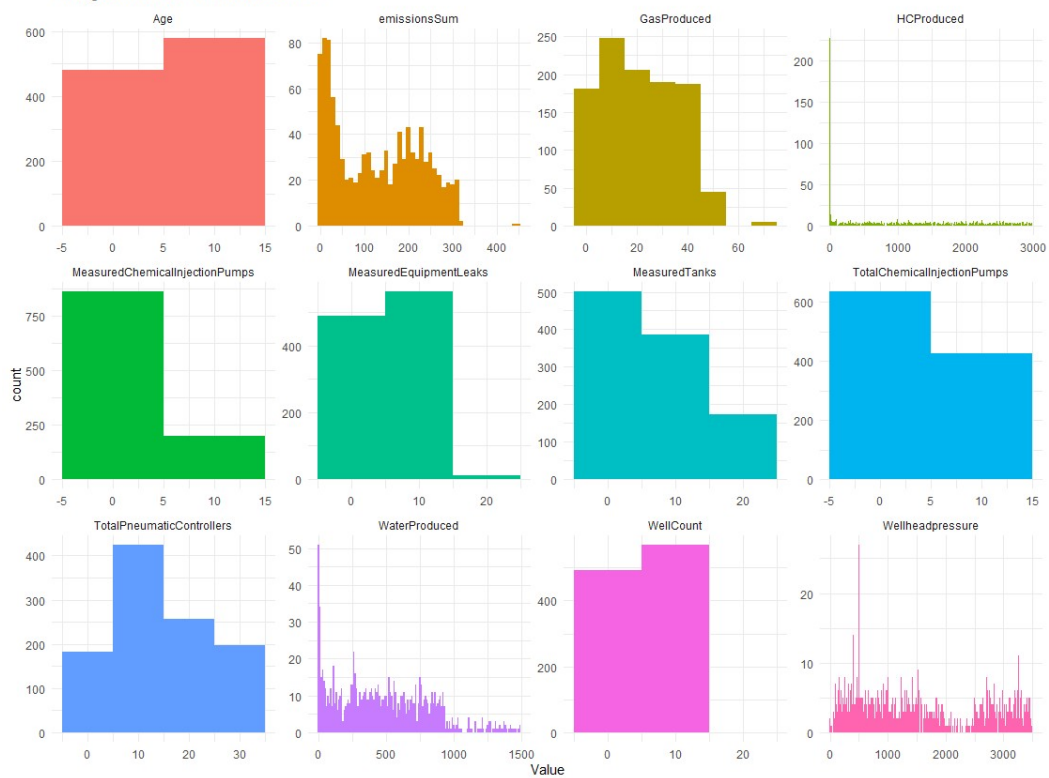 Age emissionsSum GasProduced HCProduced
600 80 250 200
400 60 200 150
200 40 150 100
0 20 100 50
0 50 0
0
-5 0 5 10 15 0 100 200 300 400 0 20 40 60 0 1000 2000 3000
MeasuredChemicalInjectionPumps MeasuredEquipmentLeaks MeasuredTanks TotalChemicalInjectionPumps
750 400 500 600
500 200 400 400
250 0 300 200
0 200 0
100
0
-5 0 5 10 15 0 10 20 0 10 20 -5 0 5 10 15
TotalPneumaticControllers WaterProduced WellCount Wellheadpressure
400 50 400 20
300 40 200 10
200 30 0 0
100 20
0 10
0
0 10 20 30 0 500 1000 1500 0 10 20 0 1000 2000 3000
count
Value